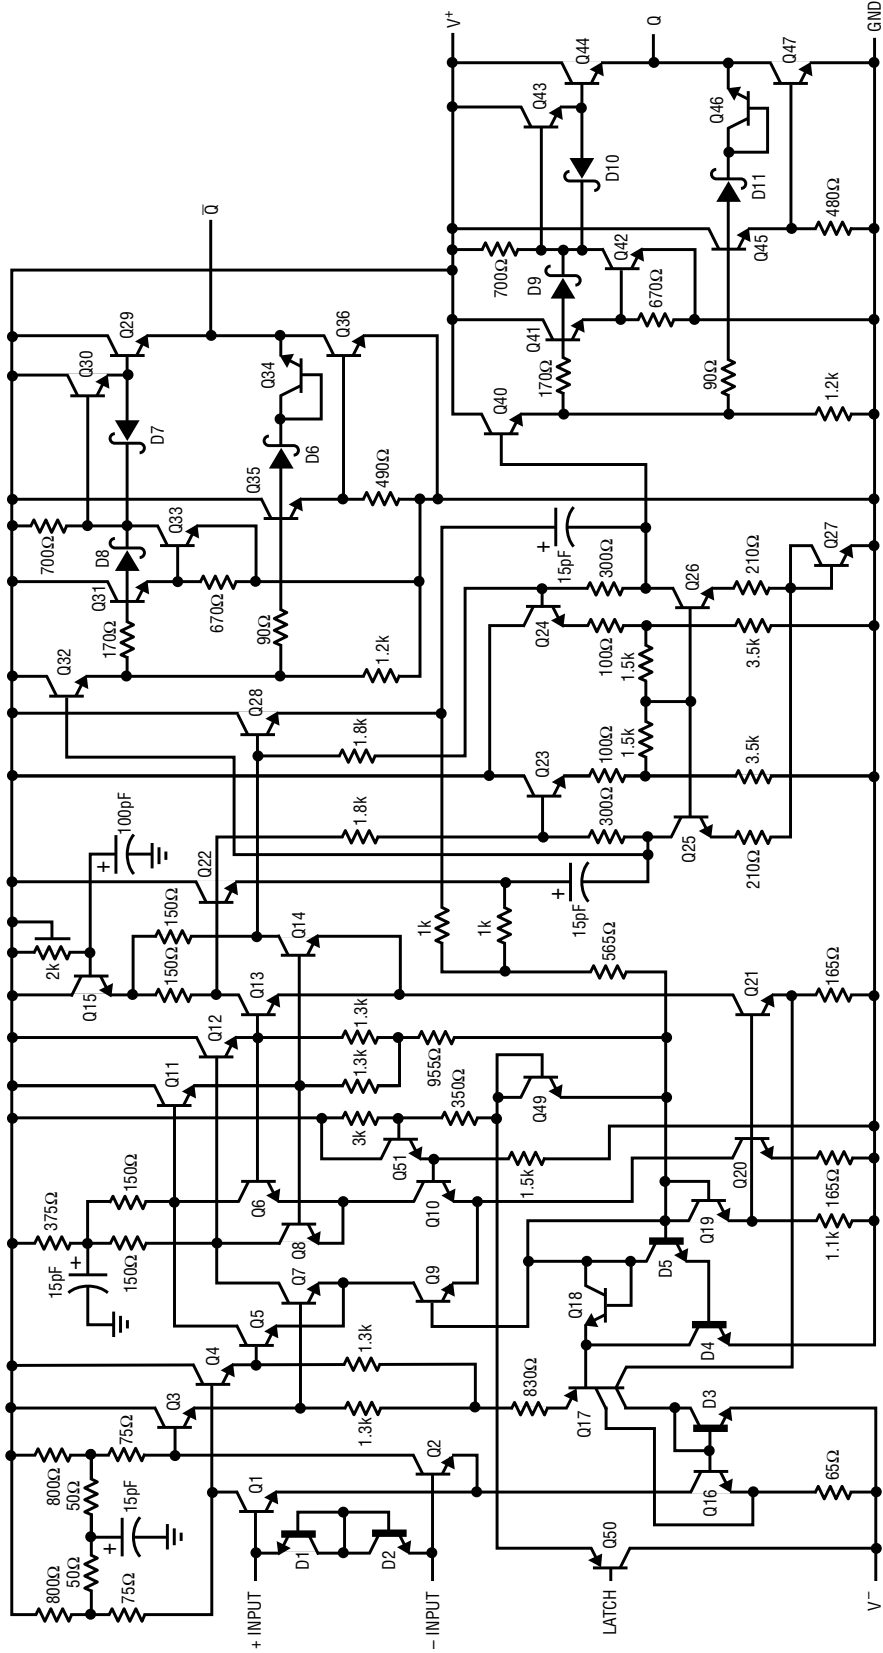 800Ω
50Ω
75Ω
800Ω
50Ω
75Ω
15pF
+
15pF
+
375Ω
150Ω
150Ω
2k
Q15
150Ω
150Ω
100pF
+
Q32
170Ω
Q31
D8
700Ω
Q30
Q29
D7
Q33
670Ω
90Ω
Q35
D6
Q34
Q36
1.2k
490Ω
Q̅
+ INPUT
− INPUT
D1
D2
Q1
Q2
Q3
Q4
1.3k
1.3k
Q5
Q7
Q8
Q6
Q9
Q10
Q11
Q12
Q13
Q14
Q22
Q28
3k
Q51
350Ω
1.5k
1.3k
1.3k
955Ω
Q49
1k
1k
565Ω
1.8k
1.8k
15pF
+
15pF
+
Q23
Q24
300Ω
100Ω
1.5k
100Ω
1.5k
300Ω
Q25
Q26
210Ω
3.5k
3.5k
210Ω
Q27
LATCH
Q50
830Ω
Q17
Q18
D5
D4
D3
Q16
65Ω
Q19
Q20
Q21
1.1k
165Ω
165Ω
V−
V+
Q40
170Ω
Q41
D9
700Ω
Q43
Q44
D10
Q42
670Ω
90Ω
Q45
D11
Q46
Q47
1.2k
480Ω
Q
GND